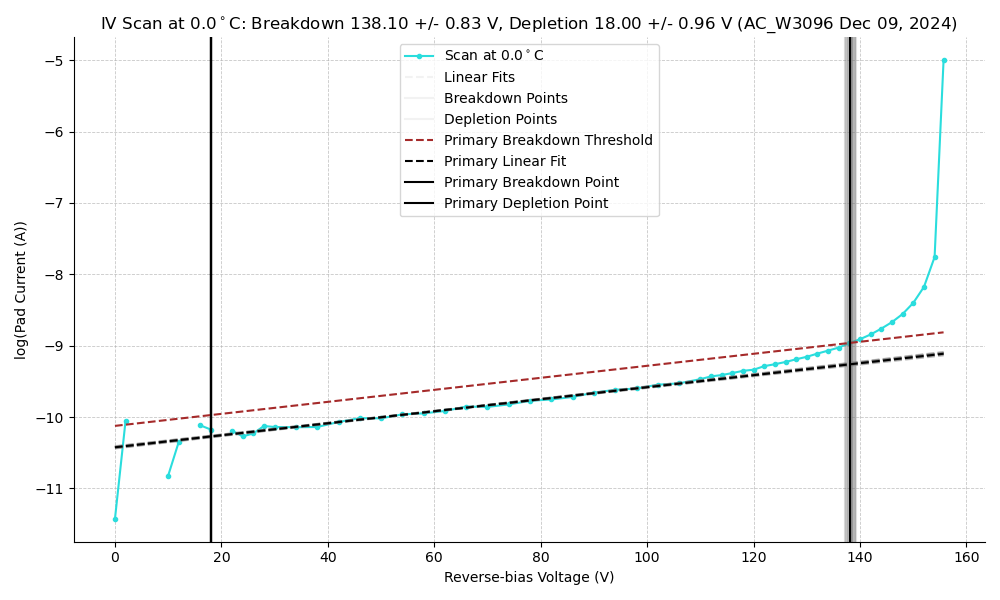 IV Scan at 0.0°C: Breakdown 138.10 +/- 0.83 V, Depletion 18.00 +/- 0.96 V (AC_W3096 Dec 09, 2024)
Scan at 0.0°C
Linear Fits
Breakdown Points
Depletion Points
Primary Breakdown Threshold
Primary Linear Fit
Primary Breakdown Point
Primary Depletion Point
log(Pad Current (A))
−5
−6
−7
−8
−9
−10
−11
0 20 40 60 80 100 120 140 160
Reverse-bias Voltage (V)